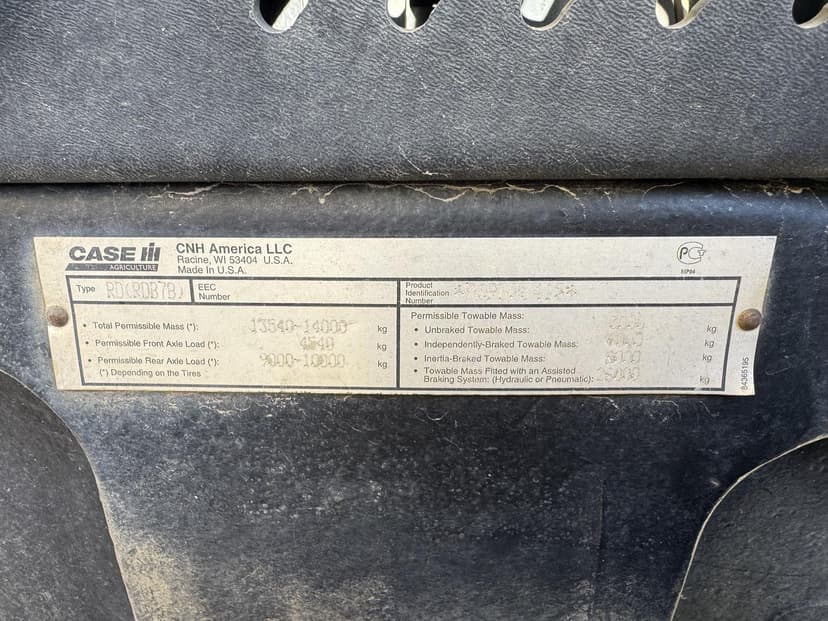 CASE IH
AGRICULTURE
CNH America LLC
Racine, WI 53404 U.S.A.
Made in U.S.A.
Type RD(RDB7B)
EEC
Number
Product
Identification
Number
• Total Permissible Mass (*): 13540-14000 kg
• Permissible Front Axle Load (*): 4540 kg
• Permissible Rear Axle Load (*): 9000-10000 kg
(*) Depending on the Tires
Permissible Towable Mass:
• Unbraked Towable Mass: kg
• Independently-Braked Towable Mass: kg
• Inertia-Braked Towable Mass: kg
• Towable Mass Fitted with an Assisted
Braking System: (Hydraulic or Pneumatic): kg
84365195